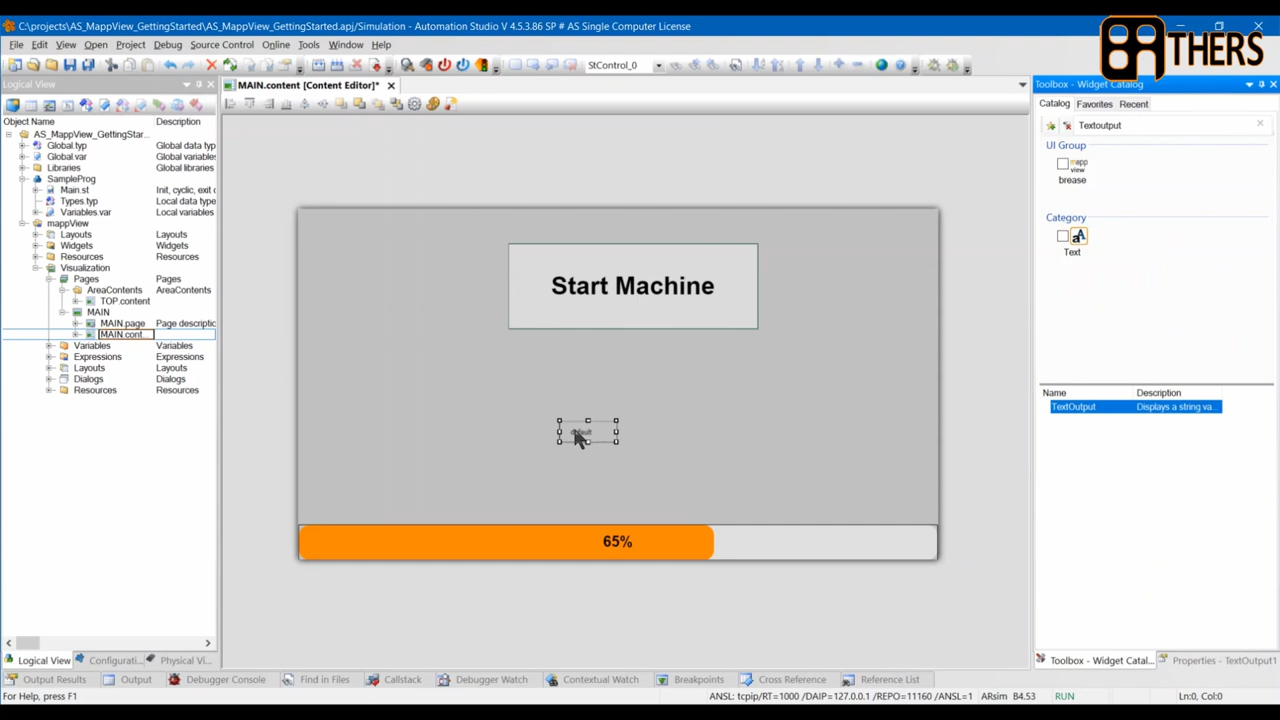 C:\projects\AS_MappView_GettingStarted\AS_MappView_GettingStarted.apj/Simulation - Automation Studio V 4.5.3.86 SP # AS Single Computer License
THERS
File Edit View Open Project Debug Source Control Online Tools Window Help
StControl_0
Logical View
MAIN.content [Content Editor]*
Toolbox - Widget Catalog
Catalog Favorites Recent
Object Name Description
Textoutput
AS_MappView_GettingStar...
Global.typ Global data typ
UI Group
Global.var Global variables
Libraries Global libraries
mapp view
SampleProg
brease
Main.st Init, cyclic, exit c
Types.typ Local data type
Variables.var Local variables
Category
mappView
Layouts Layouts
Widgets Widgets
Text
Resources Resources
Visualization
Pages Pages
AreaContents AreaContents
TOP.content
MAIN
MAIN.page Page descriptic
MAIN.cont
Variables Variables
Expressions Expressions
Layouts Layouts
Dialogs Dialogs
Resources Resources
Start Machine
65%
Name Description
TextOutput Displays a string va...
Logical View Configurati... Physical Vi...
Toolbox - Widget Catal... Properties - TextOutput1
Output Results Output Debugger Console Find in Files Callstack Debugger Watch Contextual Watch Breakpoints Cross Reference Reference List
For Help, press F1 ANSL: tcpip/RT=1000 /DAIP=127.0.0.1 /REPO=11160 /ANSL=1 ARsim B4.53 RUN Ln:0, Col:0